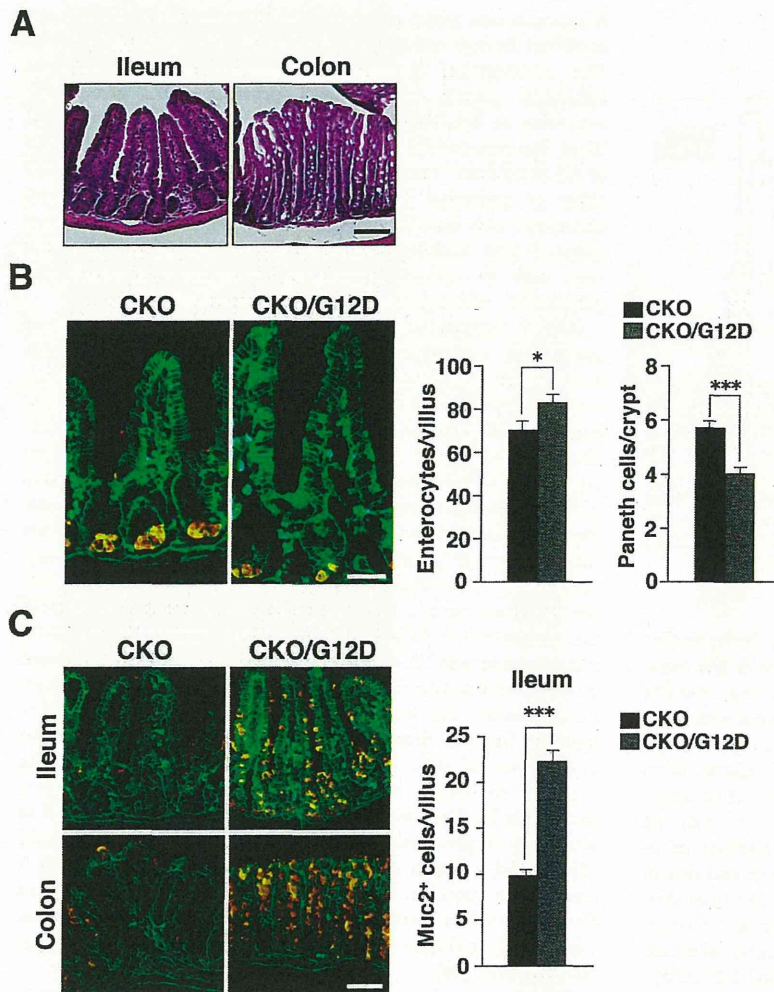 A
Ileum Colon
B
CKO CKO/G12D
CKO
CKO/G12D
Enterocytes/villus
100
80
60
40
20
0
*
Paneth cells/crypt
8
6
4
2
0
***
C
CKO CKO/G12D
Ileum
Colon
Ileum
CKO
CKO/G12D
Muc2⁺ cells/villus
25
20
15
10
5
0
***